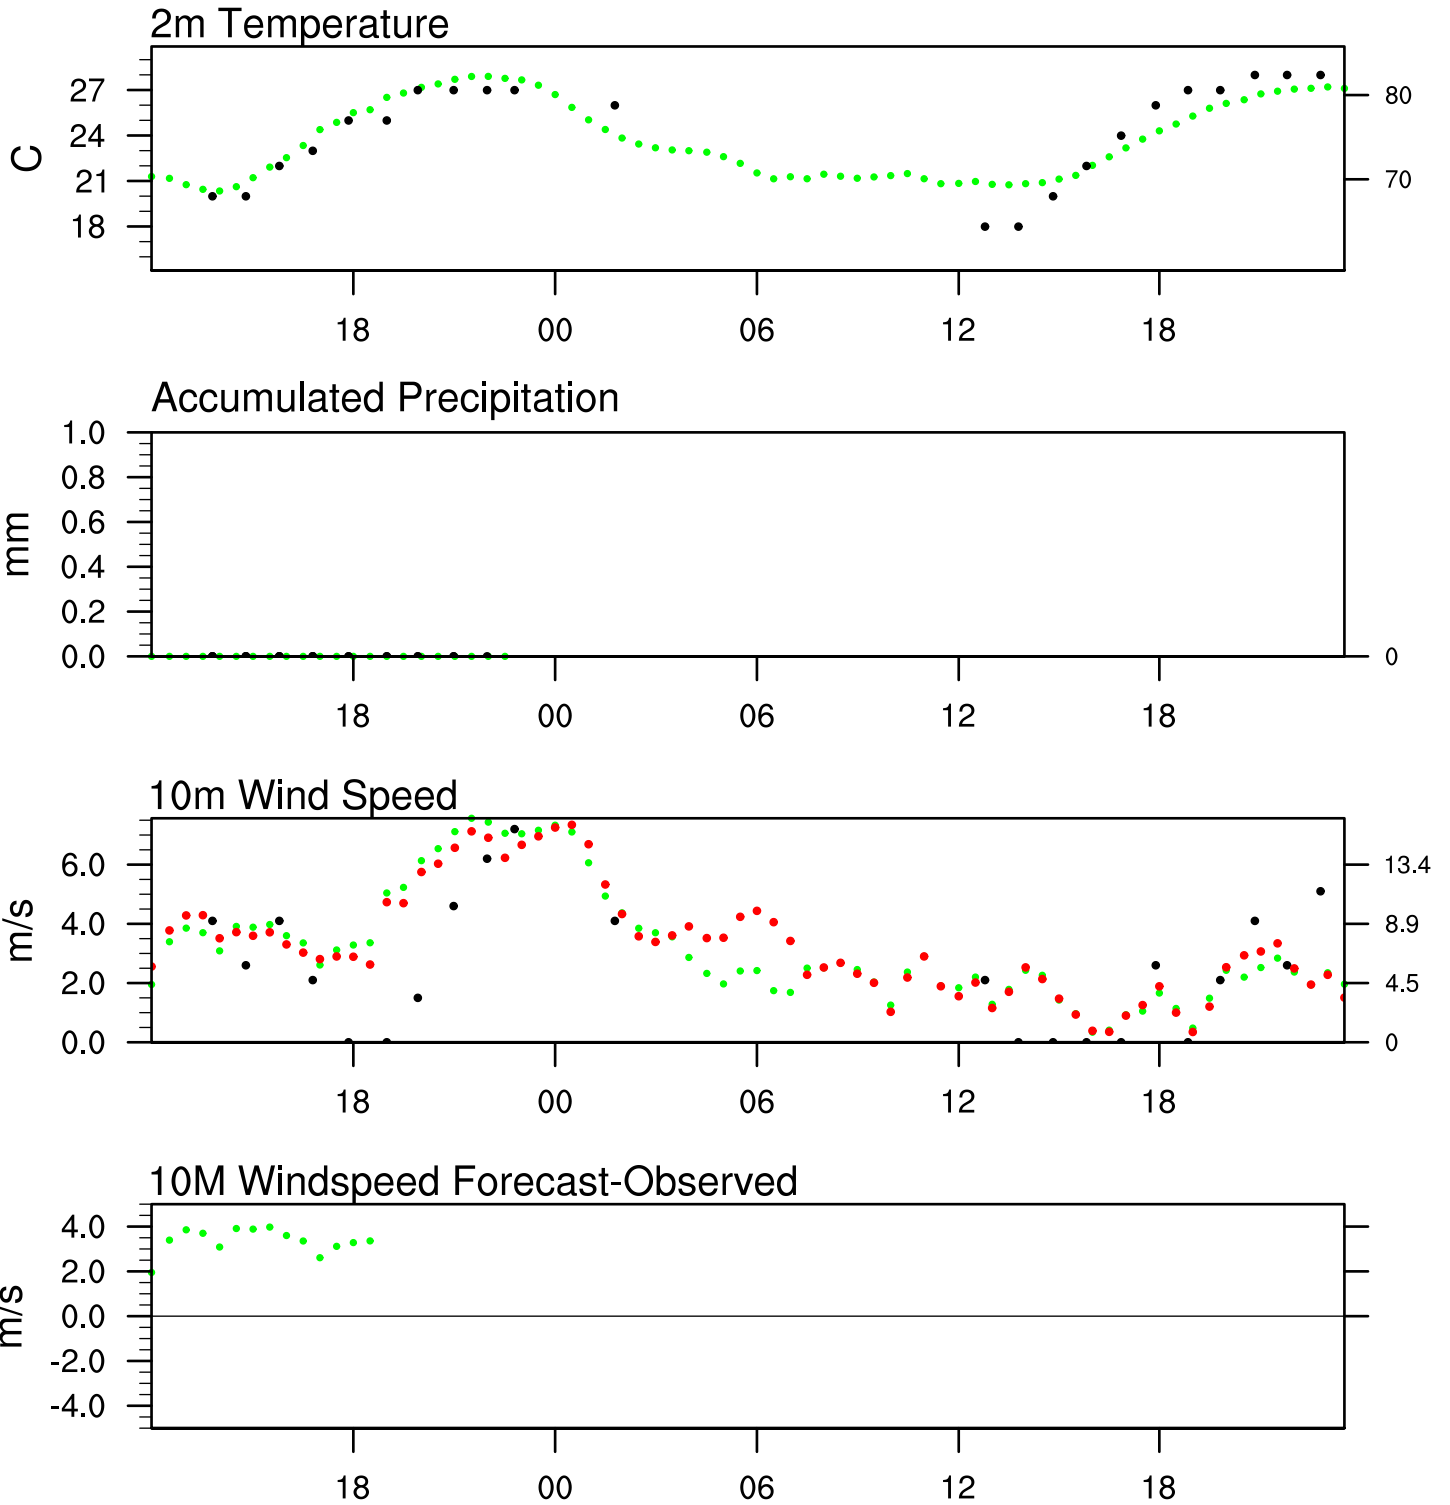 2m Temperature
C
27
24
21
18
80
70
18 00 06 12 18
Accumulated Precipitation
mm
1.0
0.8
0.6
0.4
0.2
0.0
0
18 00 06 12 18
10m Wind Speed
m/s
6.0
4.0
2.0
0.0
13.4
8.9
4.5
0
18 00 06 12 18
10M Windspeed Forecast-Observed
m/s
4.0
2.0
0.0
-2.0
-4.0
18 00 06 12 18